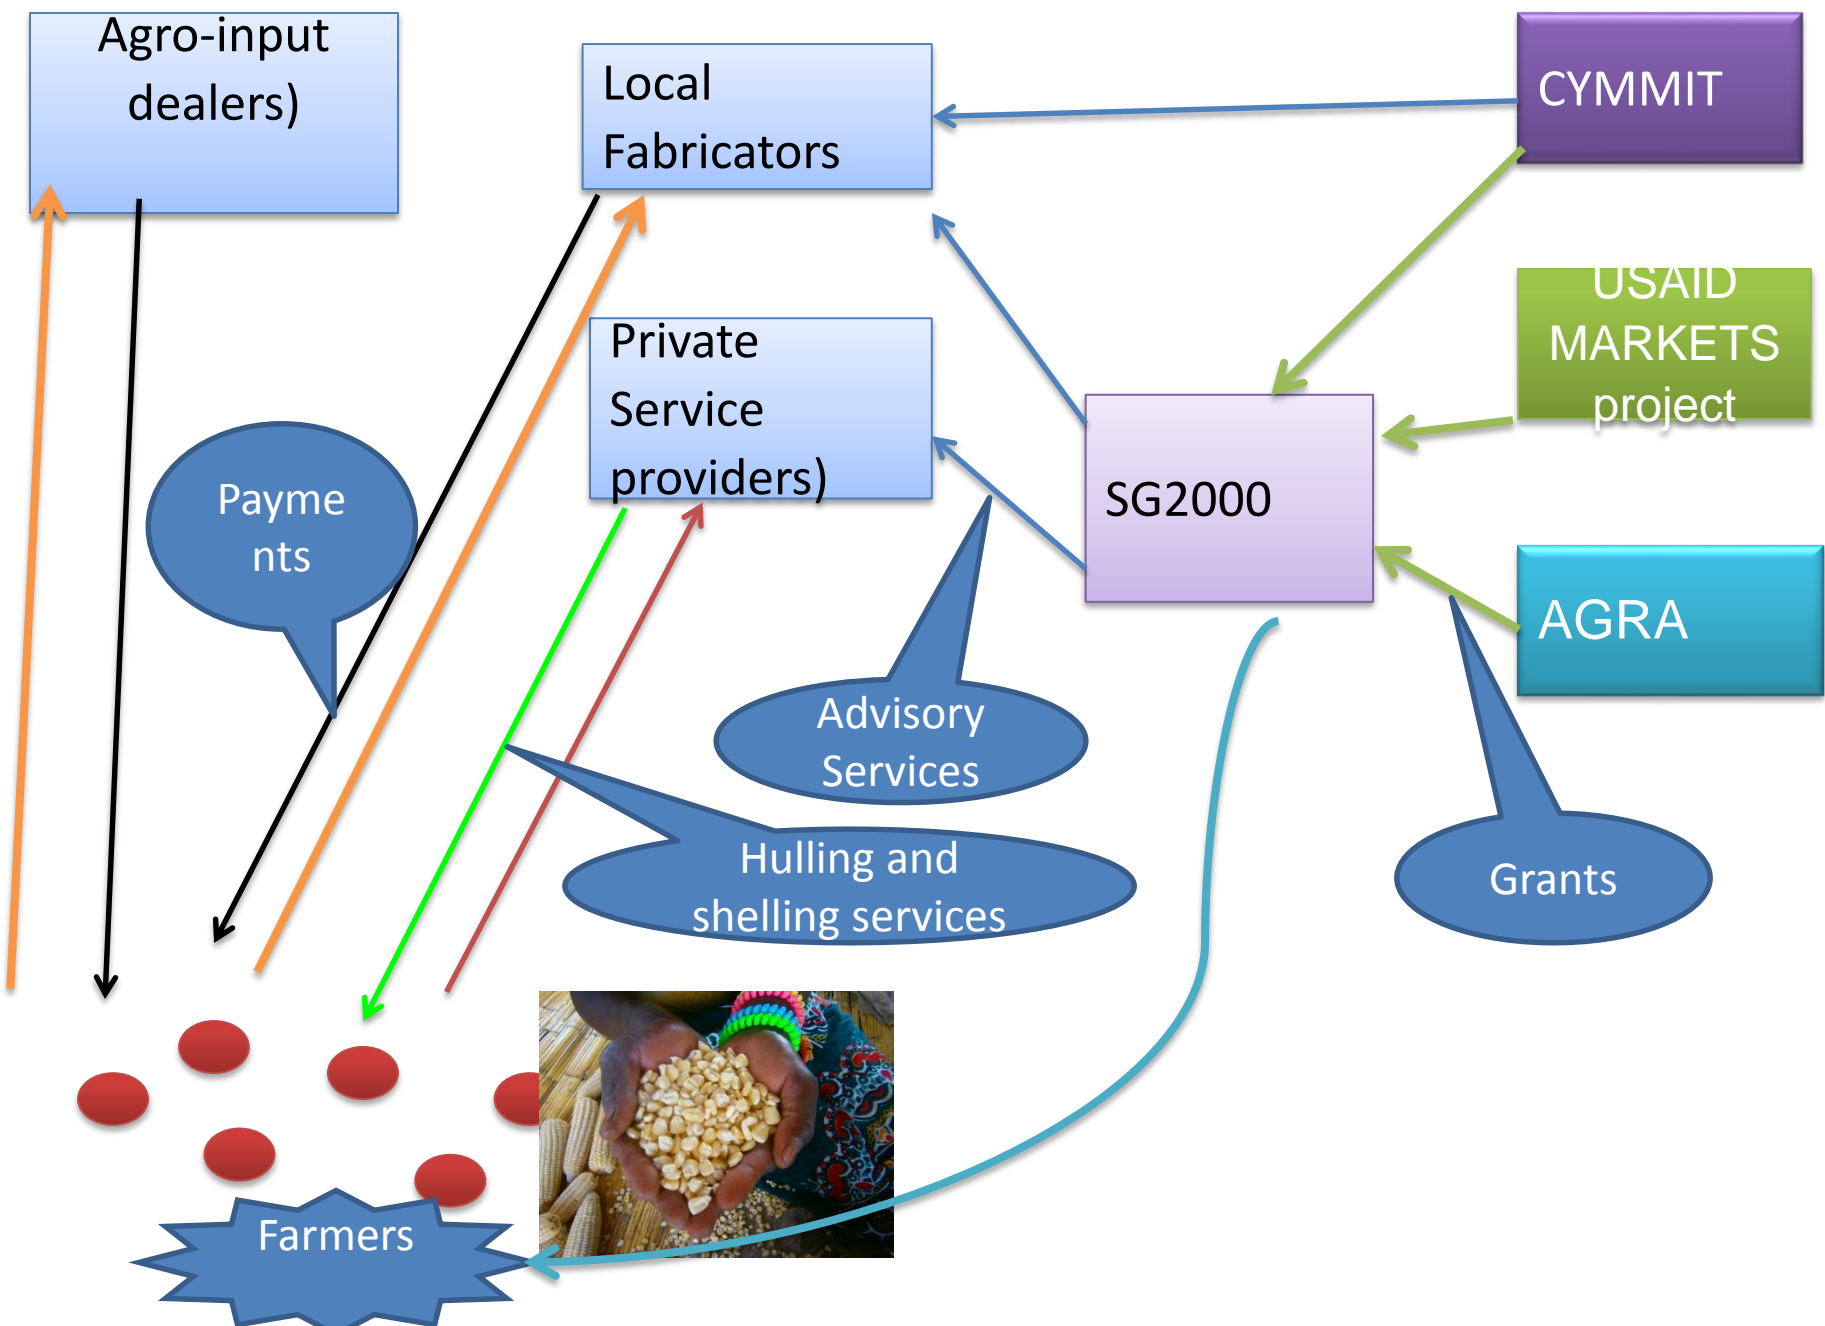 Agro-input
dealers)
Local
Fabricators
CYMMIT
USAID
MARKETS
project
Private
Service
providers)
Payme
nts
SG2000
AGRA
Advisory
Services
Hulling and
shelling services
Grants
Farmers